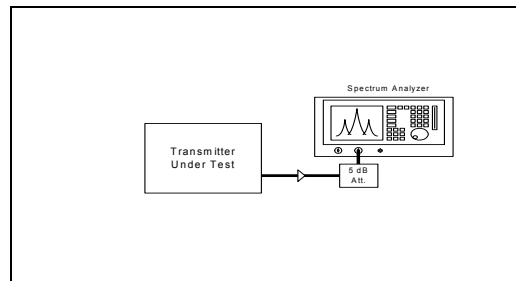 Spectrum Analyzer
Transmitter
Under Test
5 dB
Att.